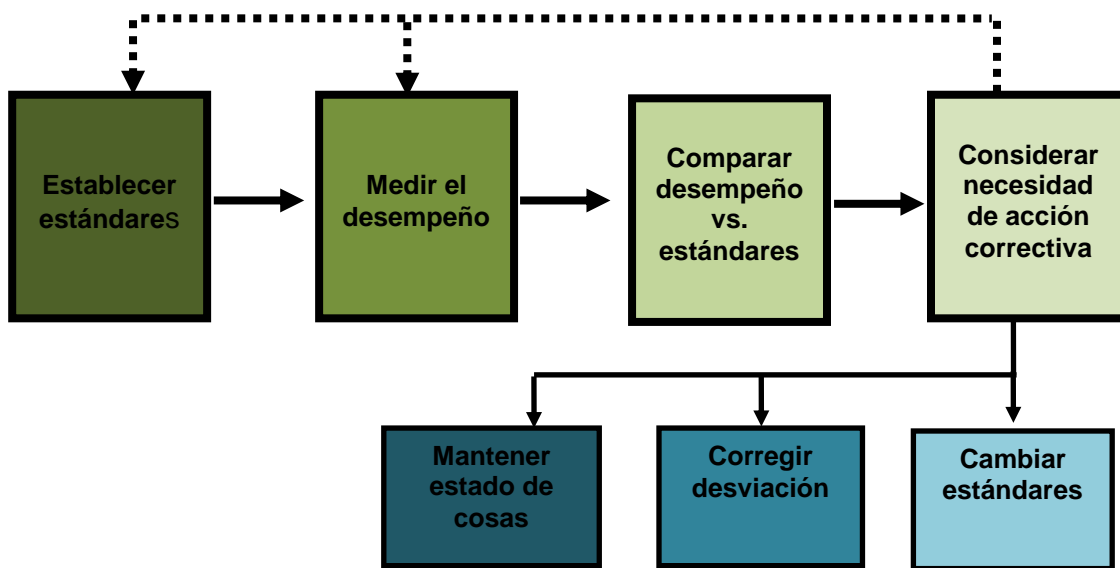 Establecer
estándares
Medir el
desempeño
Comparar
desempeño
vs.
estándares
Considerar
necesidad
de acción
correctiva
Mantener
estado de
cosas
Corregir
desviación
Cambiar
estándares